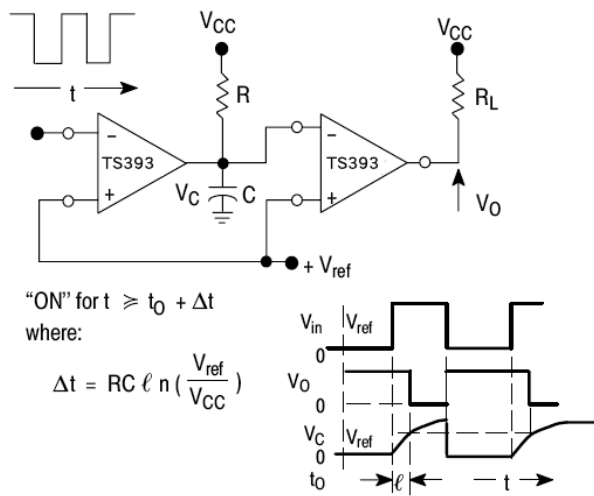 VCC
VCC
t
R
RL
–
TS393
+
VC
C
–
TS393
+
VO
+ Vref
“ON” for t ⩾ tO + Δt
where:
Δt = RC ℓ n ( Vref / VCC )
Vin
Vref
0
VO
0
VC
Vref
0
tO
ℓ
t